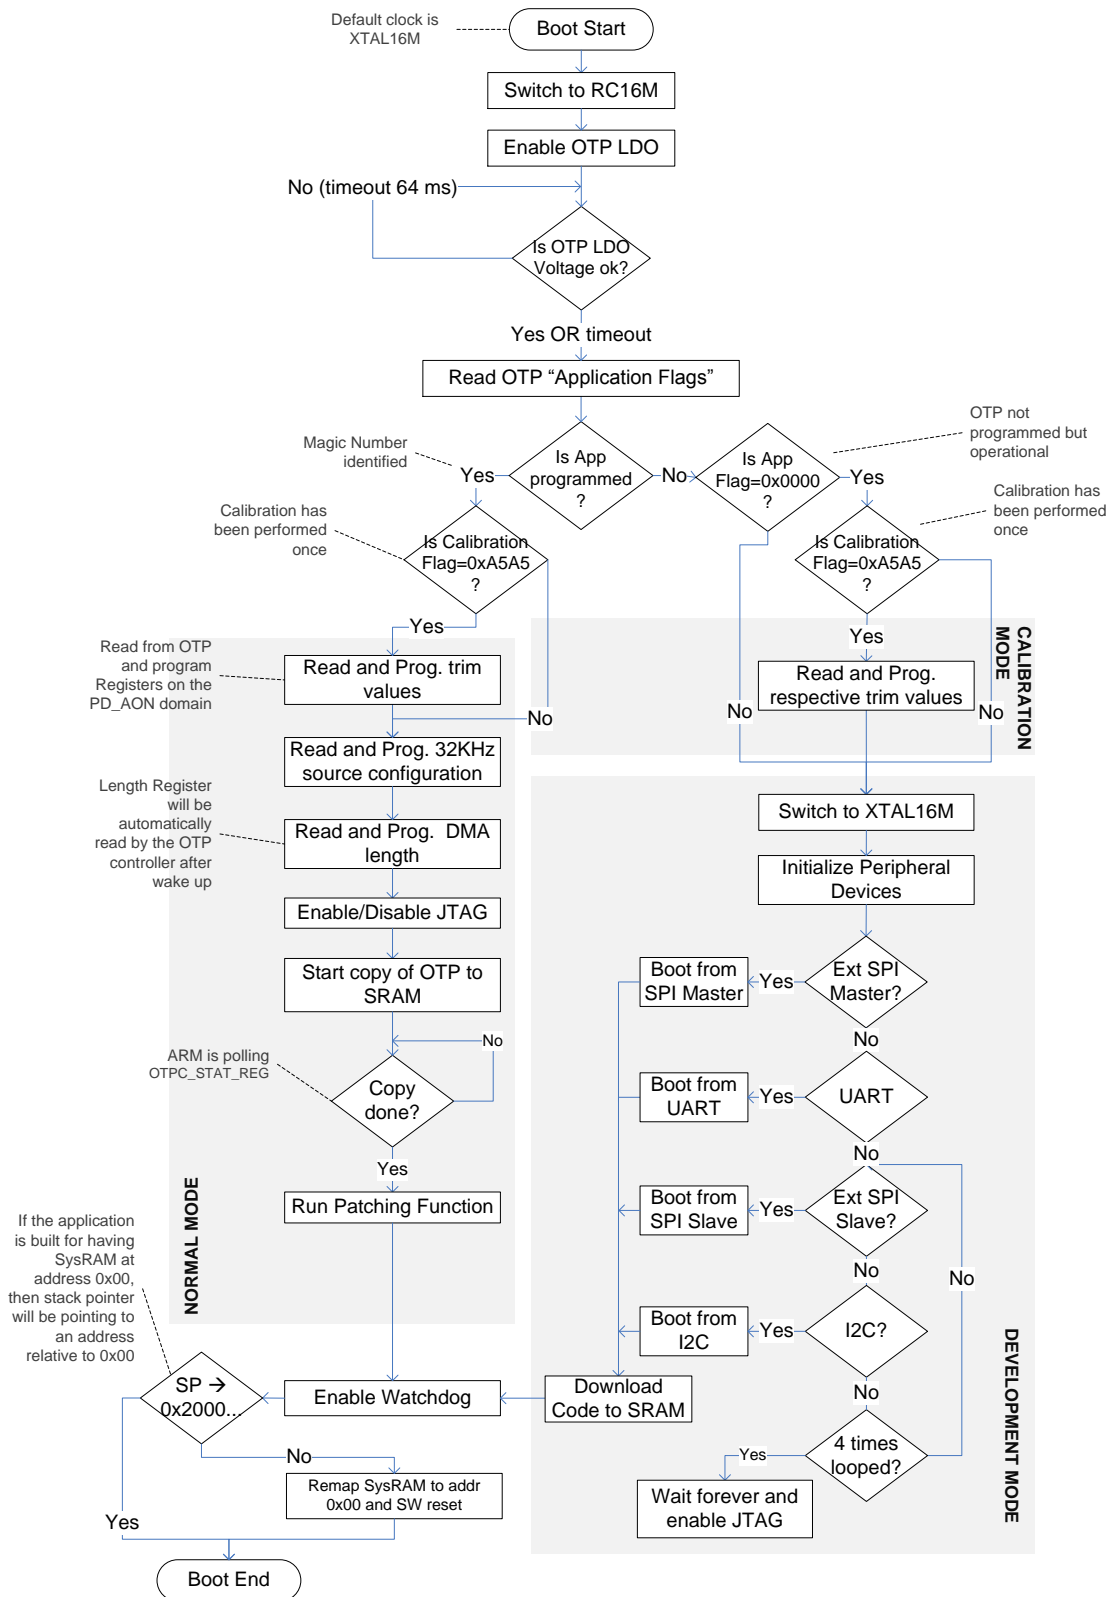 Default clock is
XTAL16M
Boot Start
Switch to RC16M
Enable OTP LDO
No (timeout 64 ms)
Is OTP LDO
Voltage ok?
Yes OR timeout
Read OTP “Application Flags”
Magic Number
identified
Yes
Is App
programmed
?
No
Is App
Flag=0x0000
?
Yes
OTP not
programmed but
operational
Calibration has
been performed
once
Is Calibration
Flag=0xA5A5
?
Is Calibration
Flag=0xA5A5
?
Calibration has
been performed
once
Yes
Yes
CALIBRATION
MODE
Read from OTP
and program
Registers on the
PD_AON domain
Read and Prog. trim
values
No
Read and Prog.
respective trim values
No
No
Read and Prog. 32KHz
source configuration
Length Register
will be
automatically
read by the OTP
controller after
wake up
Read and Prog.  DMA
length
Enable/Disable JTAG
Start copy of OTP to
SRAM
No
ARM is polling
OTPC_STAT_REG
Copy
done?
Yes
Run Patching Function
NORMAL MODE
Switch to XTAL16M
Initialize Peripheral
Devices
Boot from
SPI Master
Yes
Ext SPI
Master?
No
Boot from
UART
Yes
UART
No
Boot from
SPI Slave
Yes
Ext SPI
Slave?
No
No
Boot from
I2C
Yes
I2C?
No
DEVELOPMENT MODE
If the application
is built for having
SysRAM at
address 0x00,
then stack pointer
will be pointing to
an address
relative to 0x00
SP →
0x2000...
Enable Watchdog
Download
Code to SRAM
4 times
looped?
Yes
Wait forever and
enable JTAG
No
Remap SysRAM to addr
0x00 and SW reset
Yes
Boot End